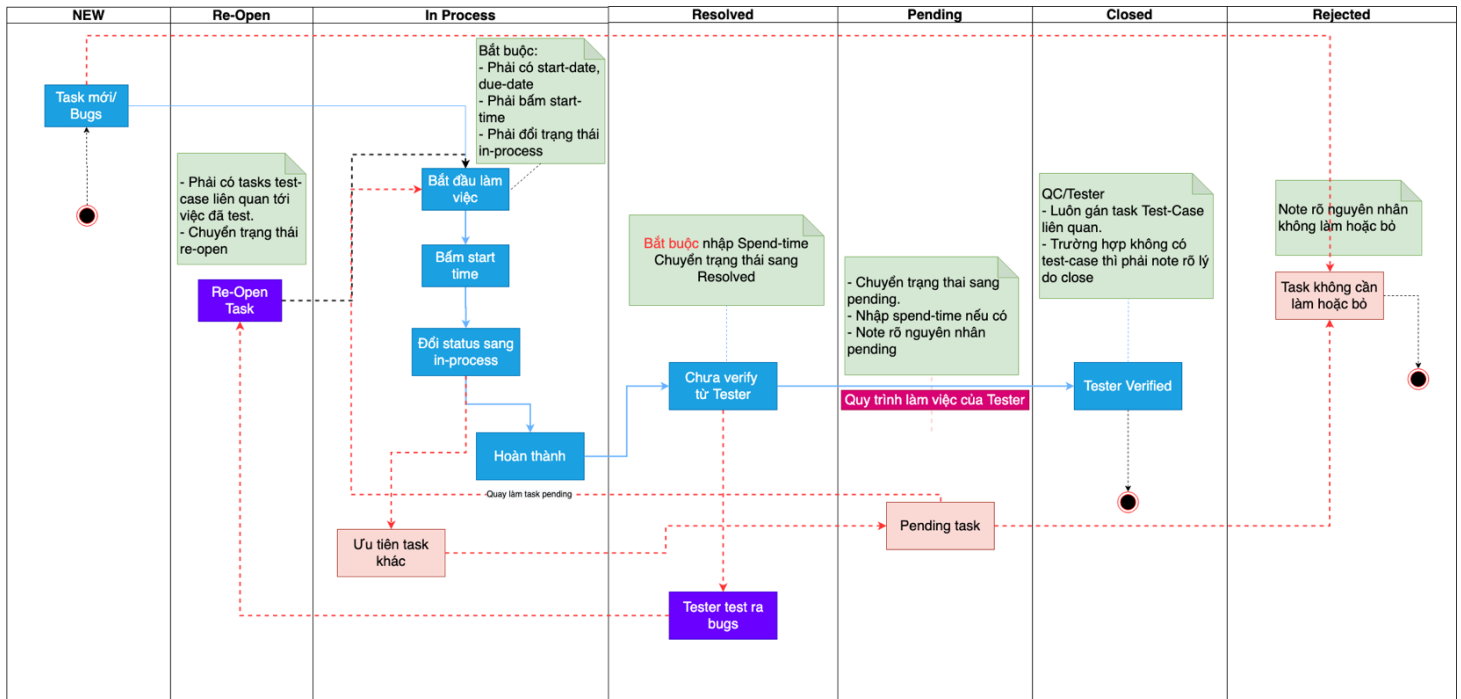 NEW
Re-Open
In Process
Resolved
Pending
Closed
Rejected
Task mới/
Bugs
- Phải có tasks test-
case liên quan tới
việc đã test.
- Chuyển trạng thái
re-open
Re-Open
Task
Bắt buộc:
- Phải có start-date,
due-date
- Phải bấm start-
time
- Phải đổi trạng thái
in-process
Bắt đầu làm
việc
Bấm start
time
Đổi status sang
in-process
Hoàn thành
Quay làm task pending
Ưu tiên task
khác
Bắt buộc nhập Spend-time
Chuyển trạng thái sang
Resolved
Chưa verify
từ Tester
Tester test ra
bugs
- Chuyển trạng thai sang
pending.
- Nhập spend-time nếu có
- Note rõ nguyên nhân
pending
Quy trình làm việc của Tester
Pending task
QC/Tester
- Luôn gán task Test-Case
liên quan.
- Trường hợp không có
test-case thì phải note rõ lý
do close
Tester Verified
Note rõ nguyên nhân
không làm hoặc bỏ
Task không cần
làm hoặc bỏ